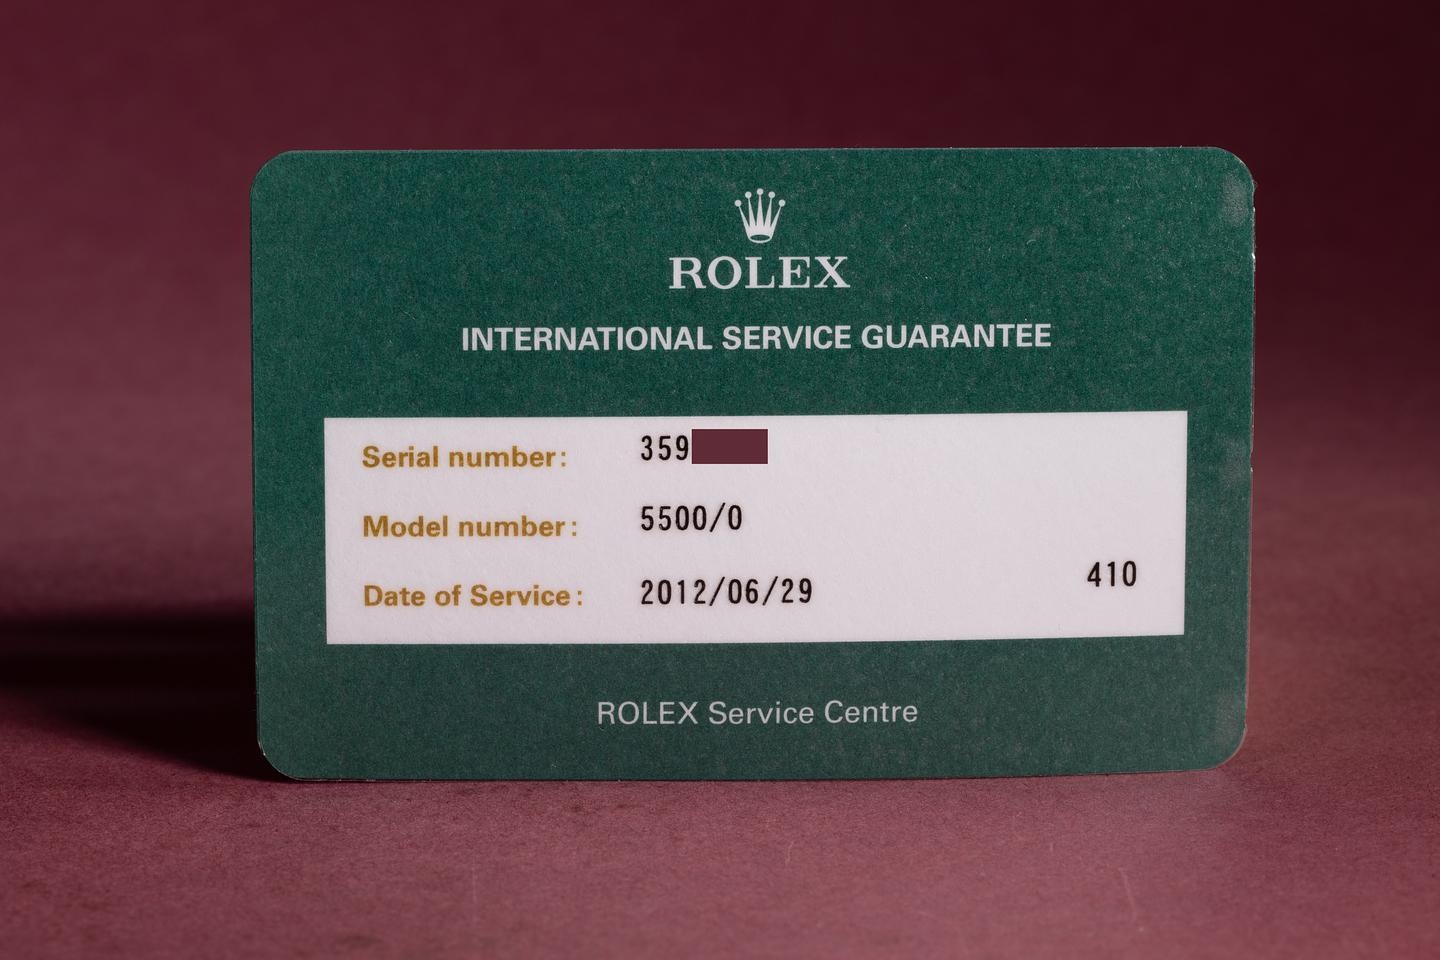 ROLEX
INTERNATIONAL SERVICE GUARANTEE
Serial number: 359
Model number: 5500/0
Date of Service: 2012/06/29 410
ROLEX Service Centre